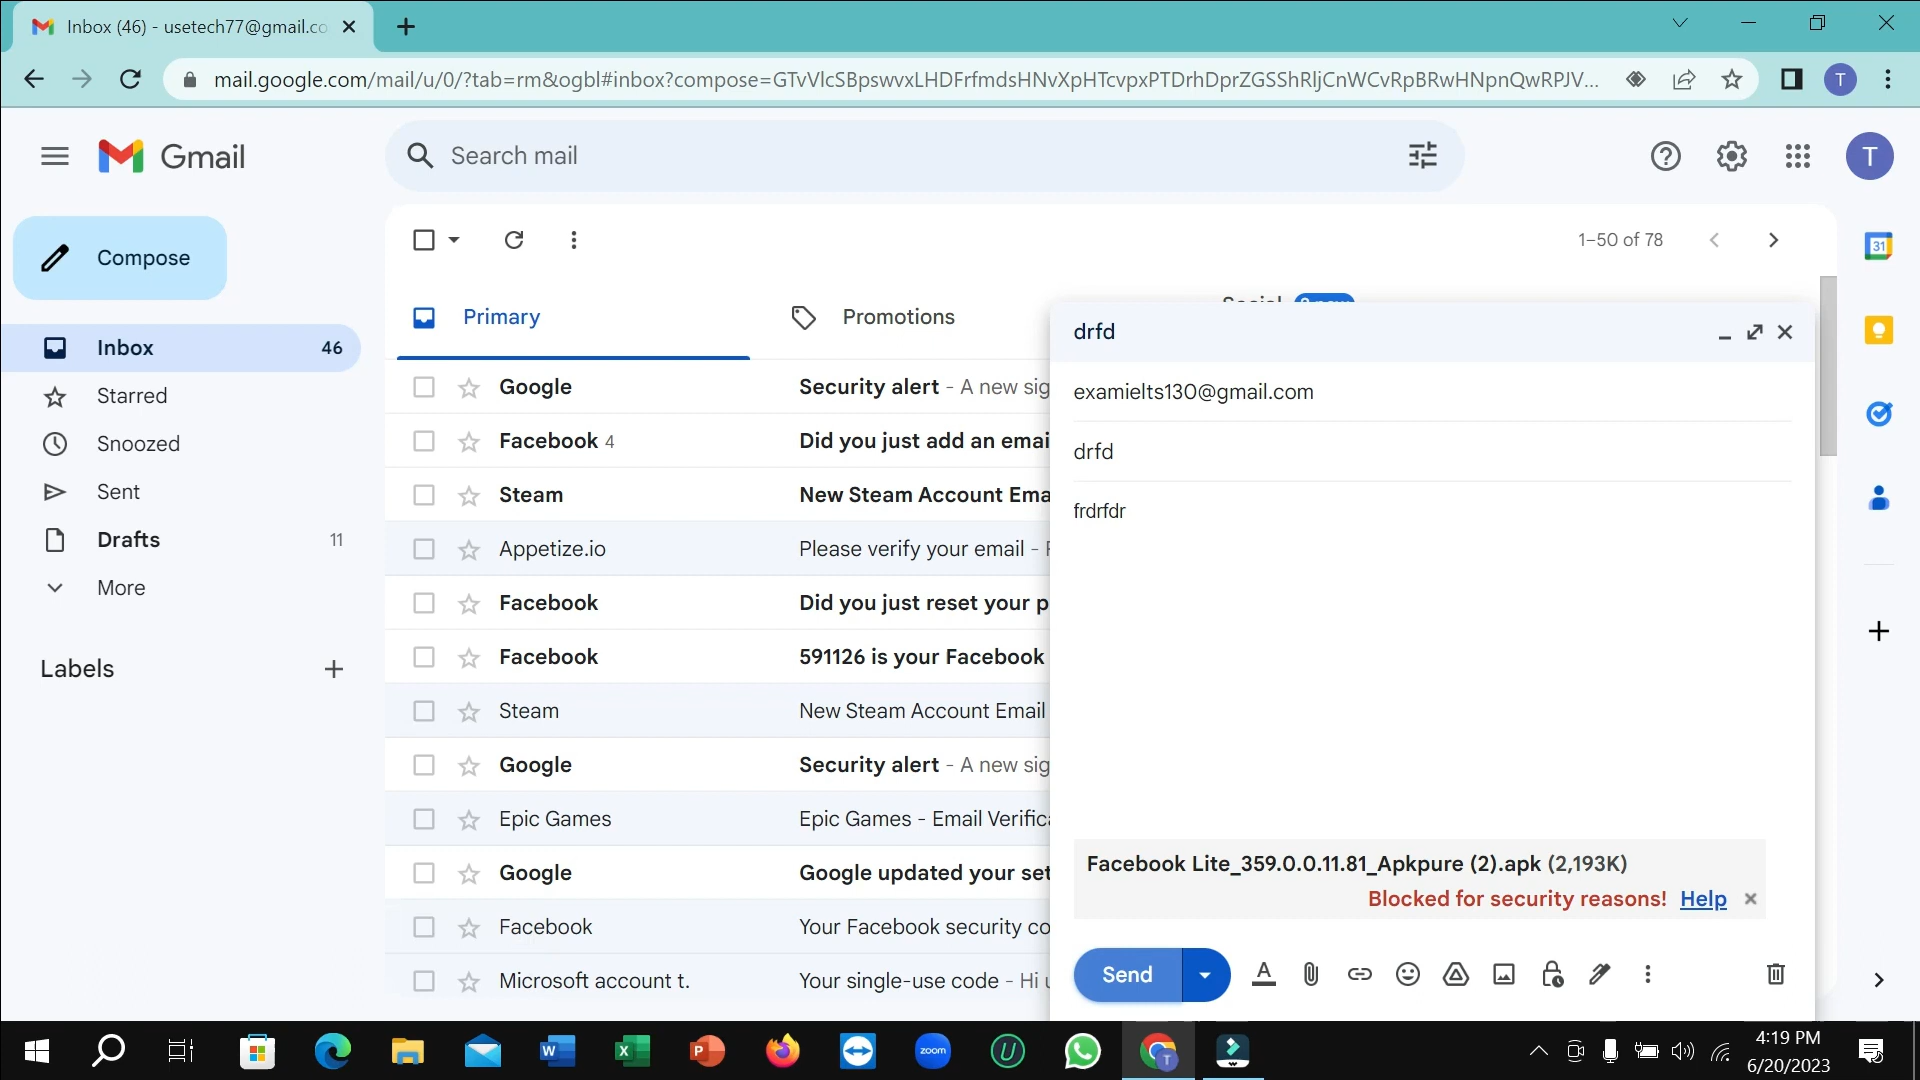 Inbox (46) - usetech77@gmail.co
mail.google.com/mail/u/0/?tab=rm&ogbl#inbox?compose=GTvVlcSBpswvxLHDFrfmdsHNvXpHTcvpxPTDrhDprZGSShRljCnWCvRpBRwHNpnQwRPJV...
T
Gmail
Search mail
T
Compose
1–50 of 78
31
Primary
Promotions
Social
Inbox 46
Starred
Snoozed
Sent
Drafts 11
More
Labels
Google Security alert - A new sig
Facebook 4 Did you just add an emai
Steam New Steam Account Ema
Appetize.io Please verify your email -
Facebook Did you just reset your p
Facebook 591126 is your Facebook
Steam New Steam Account Email
Google Security alert - A new sig
Epic Games Epic Games - Email Verifica
Google Google updated your set
Facebook Your Facebook security co
Microsoft account t. Your single-use code - Hi
drfd
examielts130@gmail.com
drfd
frdrfdr
Facebook Lite_359.0.0.11.81_Apkpure (2).apk (2,193K)
Blocked for security reasons! Help
Send
W
X
P
zoom
U
T
4:19 PM
6/20/2023